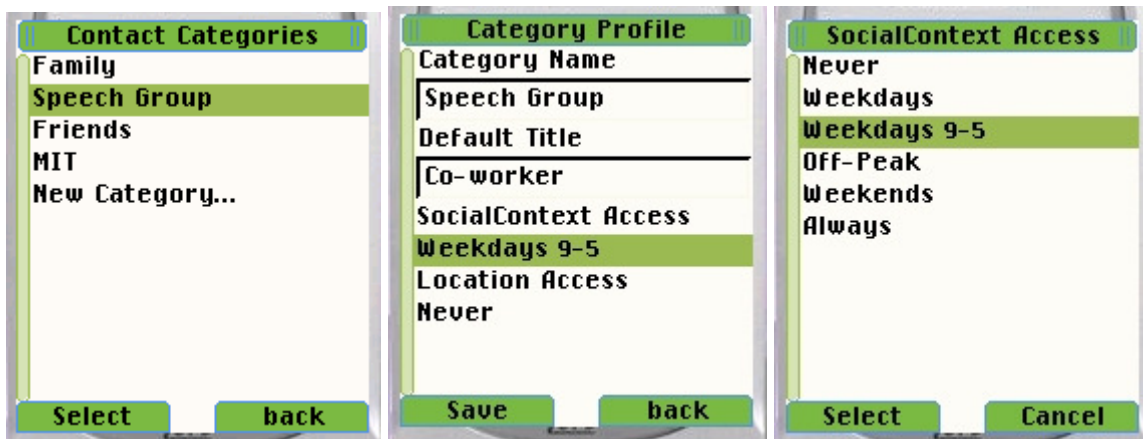 Contact Categories
Family
Speech Group
Friends
MIT
New Category...
Select back
Category Profile
Category Name
Speech Group
Default Title
Co-worker
SocialContext Access
Weekdays 9-5
Location Access
Never
Save back
SocialContext Access
Never
Weekdays
Weekdays 9-5
Off-Peak
Weekends
Always
Select Cancel